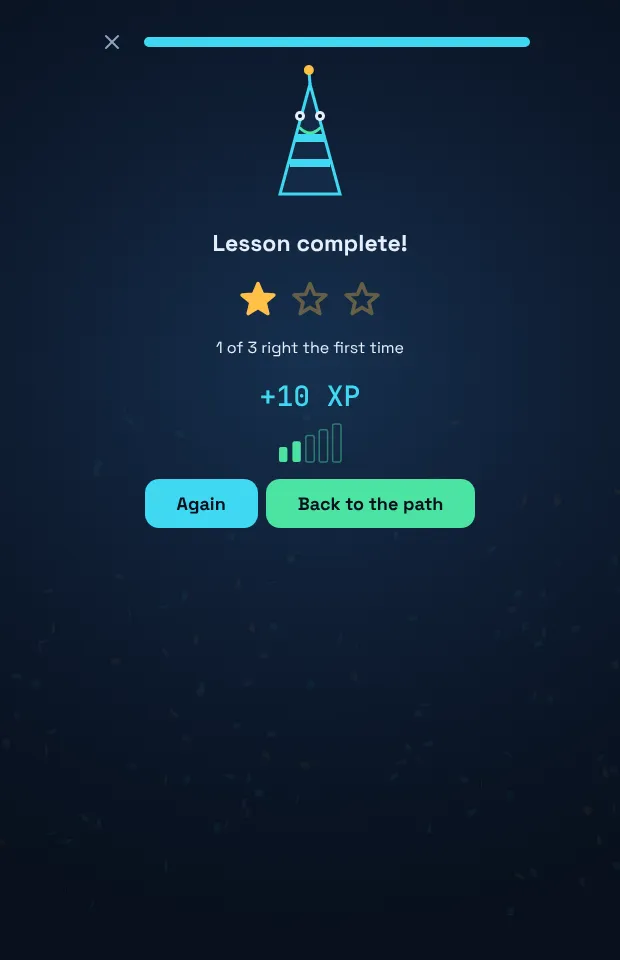 Lesson complete!
1 of 3 right the first time
+10 XP
Again
Back to the path